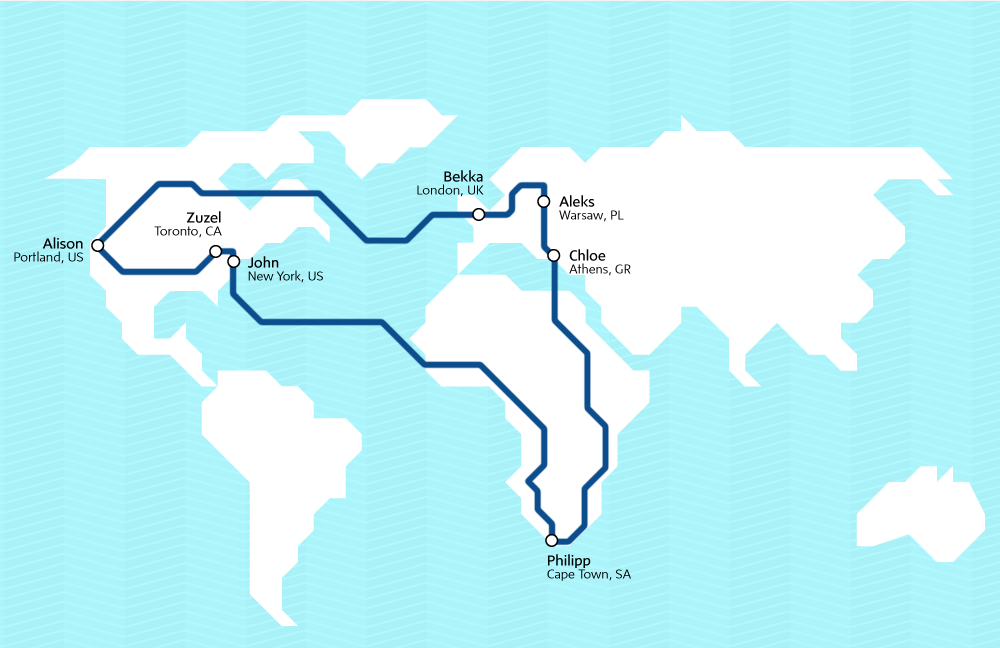 Bekka
London, UK
Aleks
Warsaw, PL
Zuzel
Toronto, CA
Alison
Portland, US
John
New York, US
Chloe
Athens, GR
Philipp
Cape Town, SA